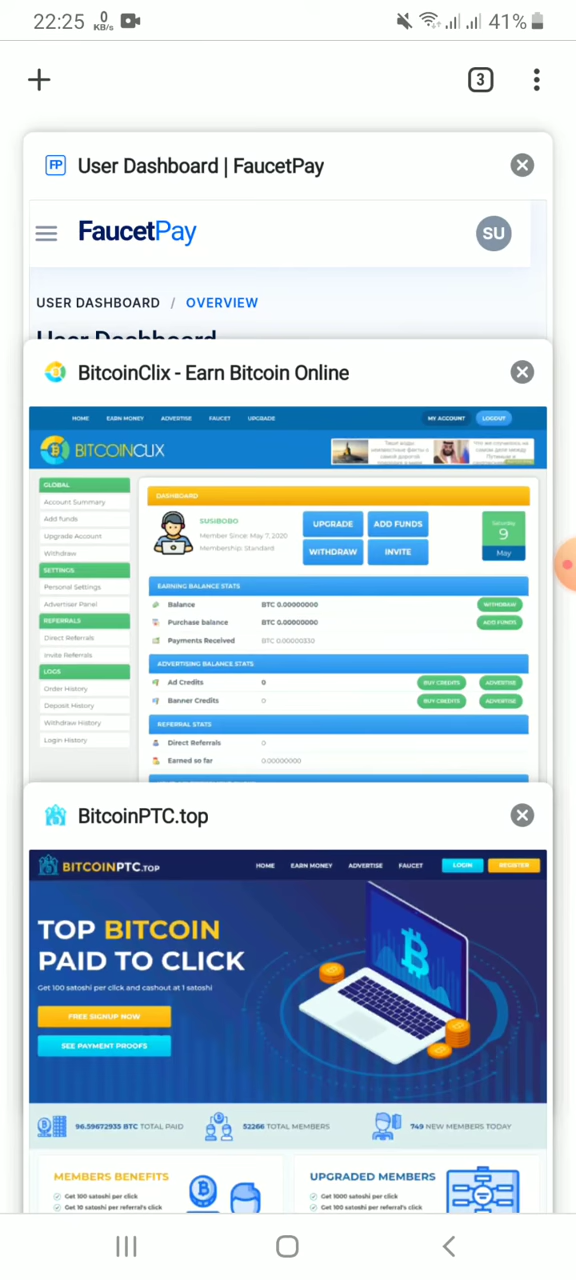 22:25 0 KB/s 41%
3
FP User Dashboard | FaucetPay
FaucetPay SU
USER DASHBOARD / OVERVIEW
User Dashboard
BitcoinClix - Earn Bitcoin Online
HOME EARN MONEY ADVERTISE FAUCET UPGRADE MY ACCOUNT LOGOUT
BITCOINCLIX
GLOBAL
Account Summary
Add funds
Upgrade Account
Withdraw
SETTINGS
Personal Settings
Advertiser Panel
REFERRALS
Direct Referrals
Invite Referrals
LOGS
Order History
Deposit History
Withdraw History
Login History
DASHBOARD
SUSIBOBO
Member Since: May 7, 2020
Membership: Standard
UPGRADE ADD FUNDS
WITHDRAW INVITE
Saturday
9
May
EARNING BALANCE STATS
Balance BTC 0.00000000 WITHDRAW
Purchase balance BTC 0.00000000 ADD FUNDS
Payments Received BTC 0.00000330
ADVERTISING BALANCE STATS
Ad Credits 0 BUY CREDITS ADVERTISE
Banner Credits 0 BUY CREDITS ADVERTISE
REFERRAL STATS
Direct Referrals 0
Earned so far 0.00000000
BitcoinPTC.top
BITCOINPTC.TOP HOME EARN MONEY ADVERTISE FAUCET LOGIN REGISTER
TOP BITCOIN
PAID TO CLICK
Get 100 satoshi per click and cashout at 1 satoshi
FREE SIGNUP NOW
SEE PAYMENT PROOFS
96.59672935 BTC TOTAL PAID 52266 TOTAL MEMBERS 749 NEW MEMBERS TODAY
MEMBERS BENEFITS
Get 100 satoshi per click
Get 10 satoshi per referral's click
UPGRADED MEMBERS
Get 1000 satoshi per click
Get 100 satoshi per referral's click